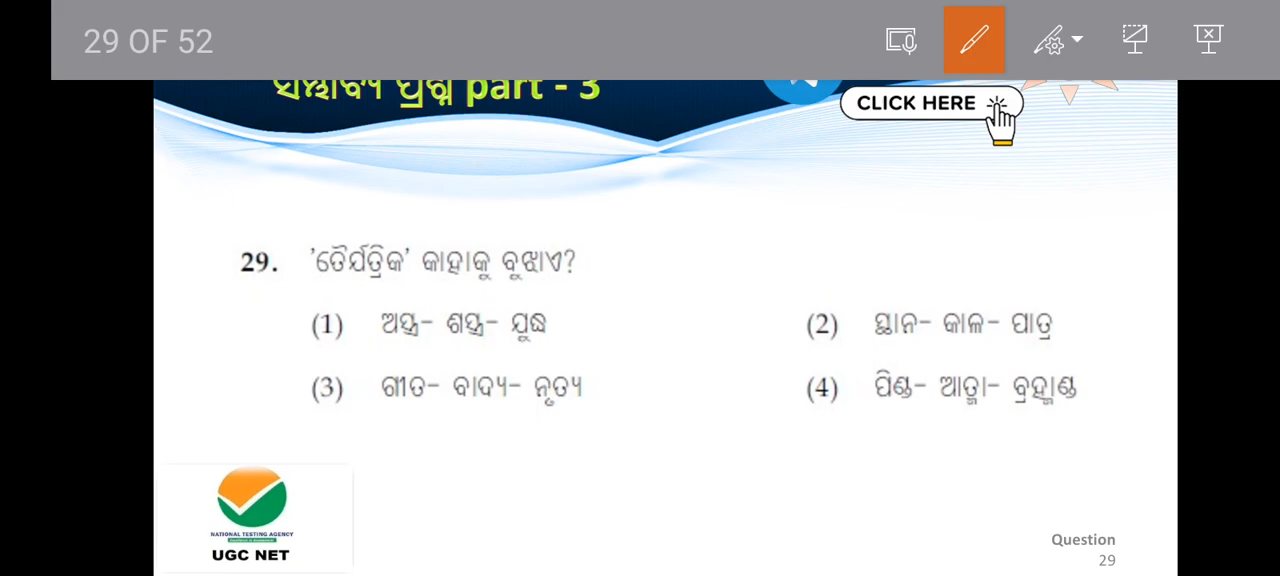 29 OF 52
ସମ୍ଭାବ୍ୟ ପ୍ରଶ୍ନ part - 3
CLICK HERE
29. 'ତୈର୍ଯତ୍ରିକ' କାହାକୁ ବୁଝାଏ?
(1) ଅସ୍ତ୍ର- ଶସ୍ତ୍ର- ଯୁଦ୍ଧ
(2) ସ୍ଥାନ- କାଳ- ପାତ୍ର
(3) ଗୀତ- ବାଦ୍ୟ- ନୃତ୍ୟ
(4) ପିଣ୍ଡ- ଆତ୍ମା- ବ୍ରହ୍ମାଣ୍ଡ
NATIONAL TESTING AGENCY
UGC NET
Question
29